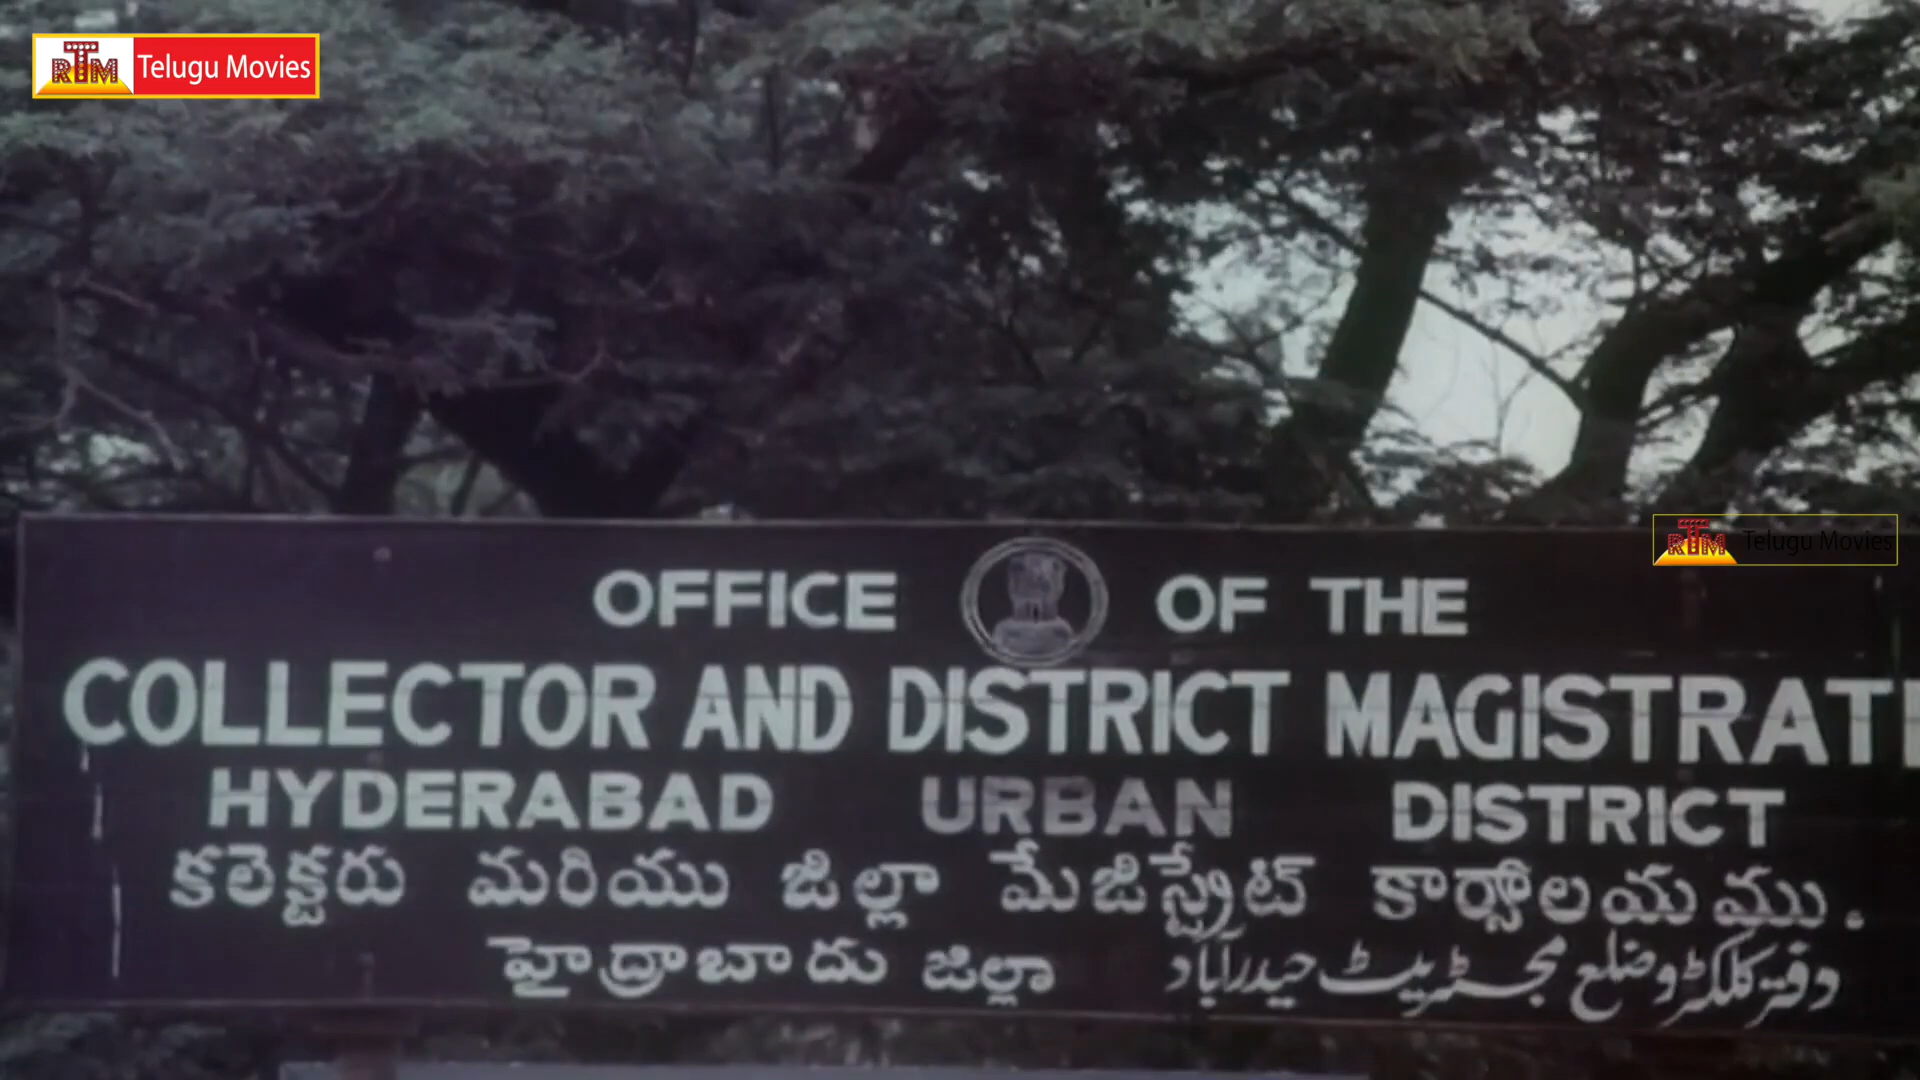 RTM Telugu Movies
OFFICE OF THE
COLLECTOR AND DISTRICT MAGISTRATE
RTM Telugu Movies
HYDERABAD URBAN DISTRICT
కలెక్టరు మరియు జిల్లా మేజిస్ట్రేట్ కార్యాలయము.
హైద్రాబాదు జిల్లా دفتر کلکٹر و ضلع مجسٹریٹ حیدرآباد